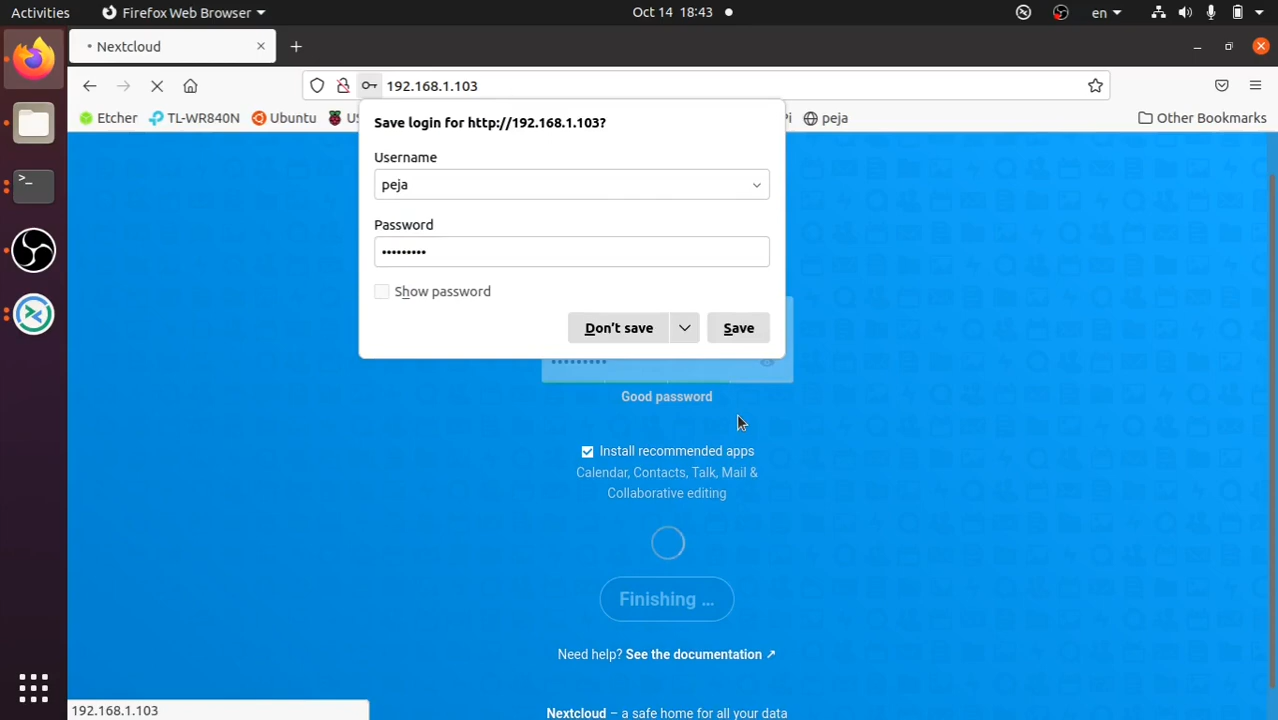 Activities
Firefox Web Browser
Oct 14 18:43
en
Nextcloud
192.168.1.103
Etcher
TL-WR840N
Ubuntu
peja
Other Bookmarks
Save login for http://192.168.1.103?
Username
peja
Password
•••••••••
Show password
Don't save
Save
•••••••••
Good password
Install recommended apps
Calendar, Contacts, Talk, Mail &
Collaborative editing
Finishing ...
Need help? See the documentation ↗
Nextcloud – a safe home for all your data
192.168.1.103